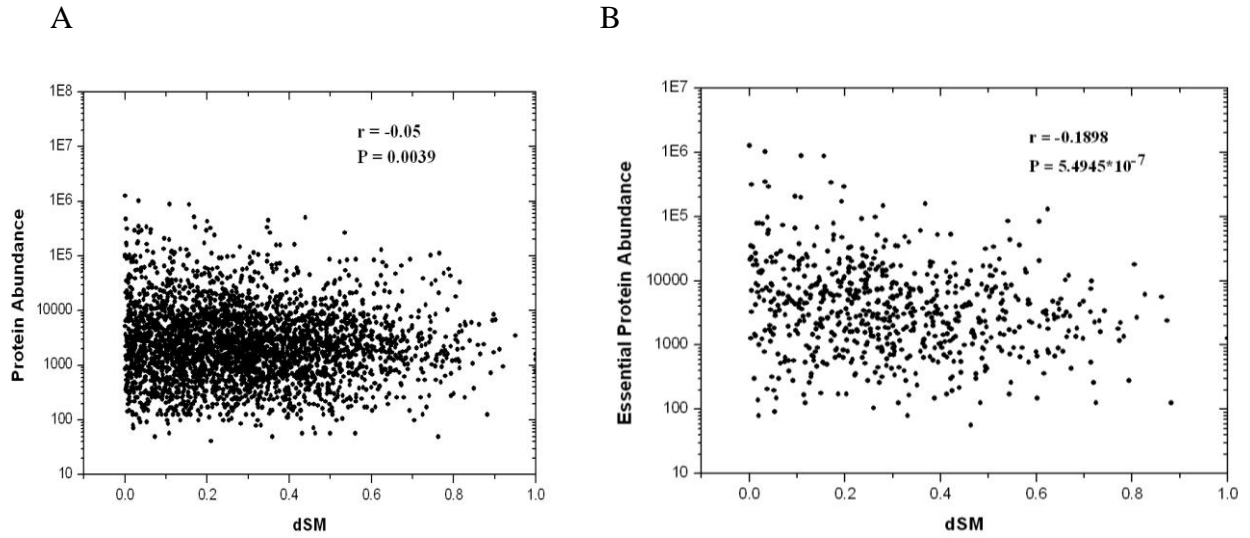 A
B
1E8
1E7
1E6
1E5
10000
1000
100
10
Protein Abundance
r = -0.05
P = 0.0039
0.0 0.2 0.4 0.6 0.8 1.0
dSM
1E7
1E6
1E5
10000
1000
100
10
Essential Protein Abundance
r = -0.1898
P = 5.4945*10⁻⁷
0.0 0.2 0.4 0.6 0.8 1.0
dSM